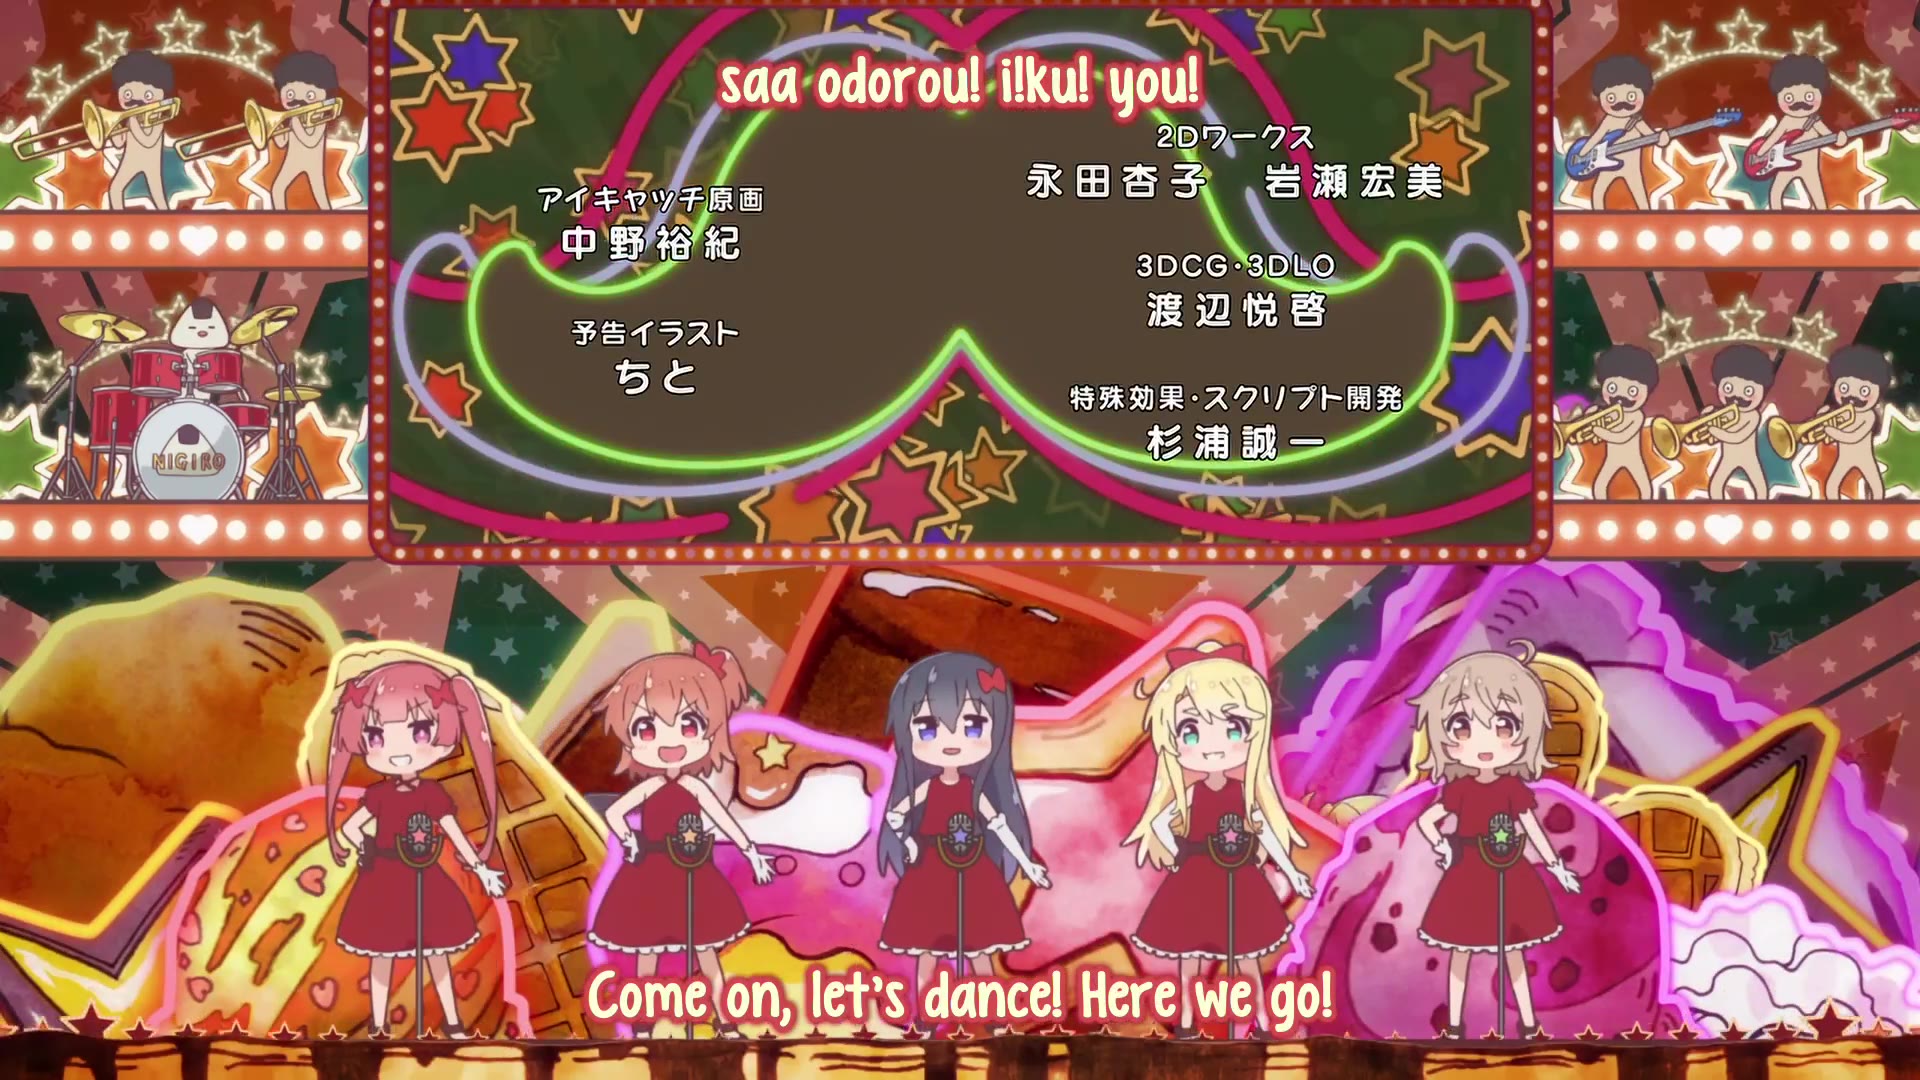 saa odorou! i!ku! you!
アイキャッチ原画
中野裕紀
予告イラスト
ちと
2Dワークス
永田杏子 岩瀬宏美
3DCG・3DLO
渡辺悦啓
特殊効果・スクリプト開発
杉浦誠一
NIGIRO
Come on, let's dance! Here we go!